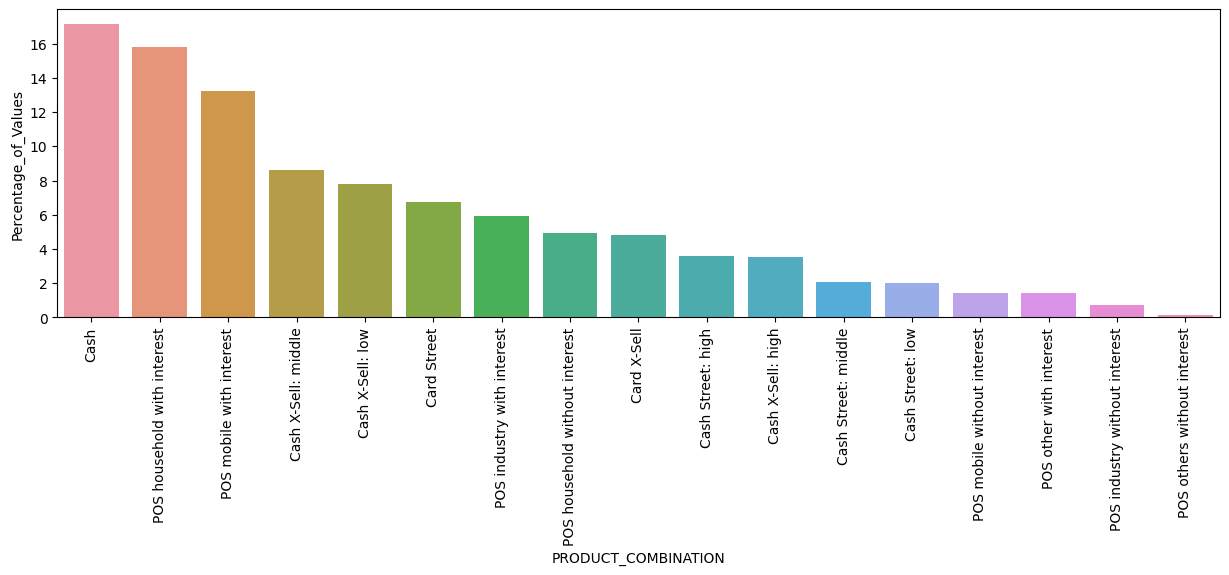 Percentage_of_Values
16
14
12
10
8
6
4
2
0
Cash
POS household with interest
POS mobile with interest
Cash X-Sell: middle
Cash X-Sell: low
Card Street
POS industry with interest
POS household without interest
Card X-Sell
Cash Street: high
Cash X-Sell: high
Cash Street: middle
Cash Street: low
POS mobile without interest
POS other with interest
POS industry without interest
POS others without interest
PRODUCT_COMBINATION